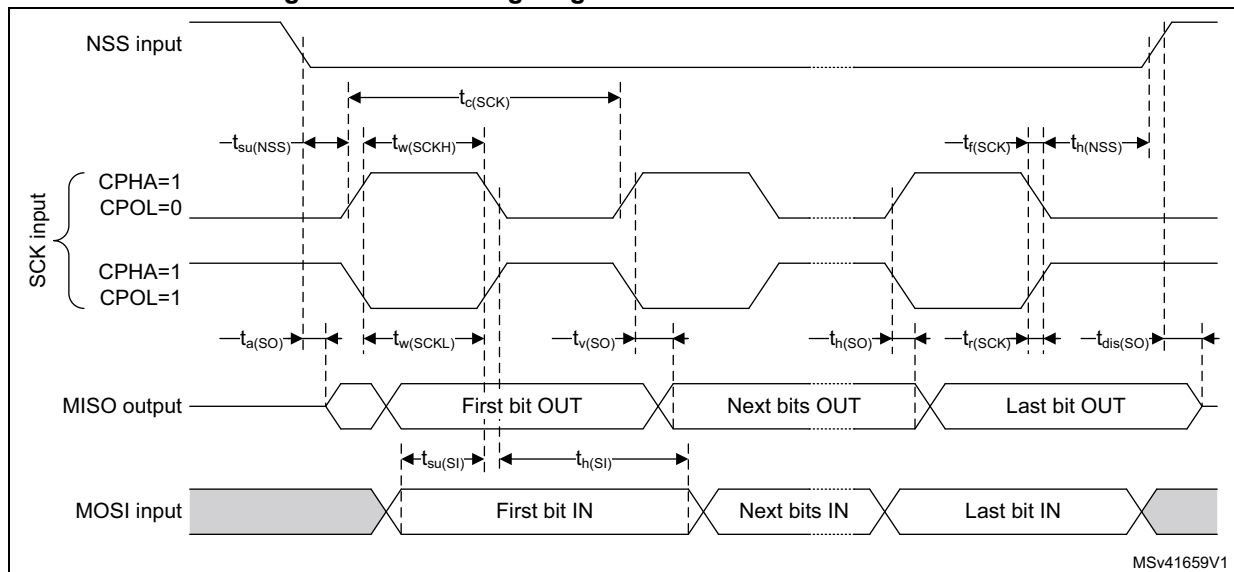 NSS input
tc(SCK)
tsu(NSS)
tw(SCKH)
tf(SCK)
th(NSS)
SCK input
CPHA=1
CPOL=0
CPHA=1
CPOL=1
ta(SO)
tw(SCKL)
tv(SO)
th(SO)
tr(SCK)
tdis(SO)
MISO output
First bit OUT
Next bits OUT
Last bit OUT
tsu(SI)
th(SI)
MOSI input
First bit IN
Next bits IN
Last bit IN
MSv41659V1